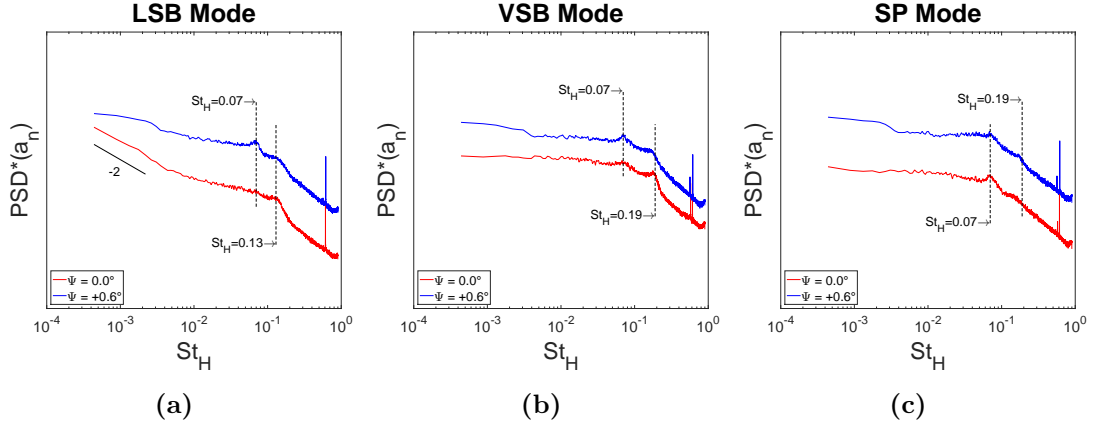 LSB Mode
PSD*(a_n)
St_H=0.07
-2
St_H=0.13
Ψ = 0.0°
Ψ = +0.6°
10^-4 10^-3 10^-2 10^-1 10^0
St_H
(a)
VSB Mode
PSD*(a_n)
St_H=0.07
St_H=0.19
Ψ = 0.0°
Ψ = +0.6°
10^-4 10^-3 10^-2 10^-1 10^0
St_H
(b)
SP Mode
PSD*(a_n)
St_H=0.19
St_H=0.07
Ψ = 0.0°
Ψ = +0.6°
10^-4 10^-3 10^-2 10^-1 10^0
St_H
(c)